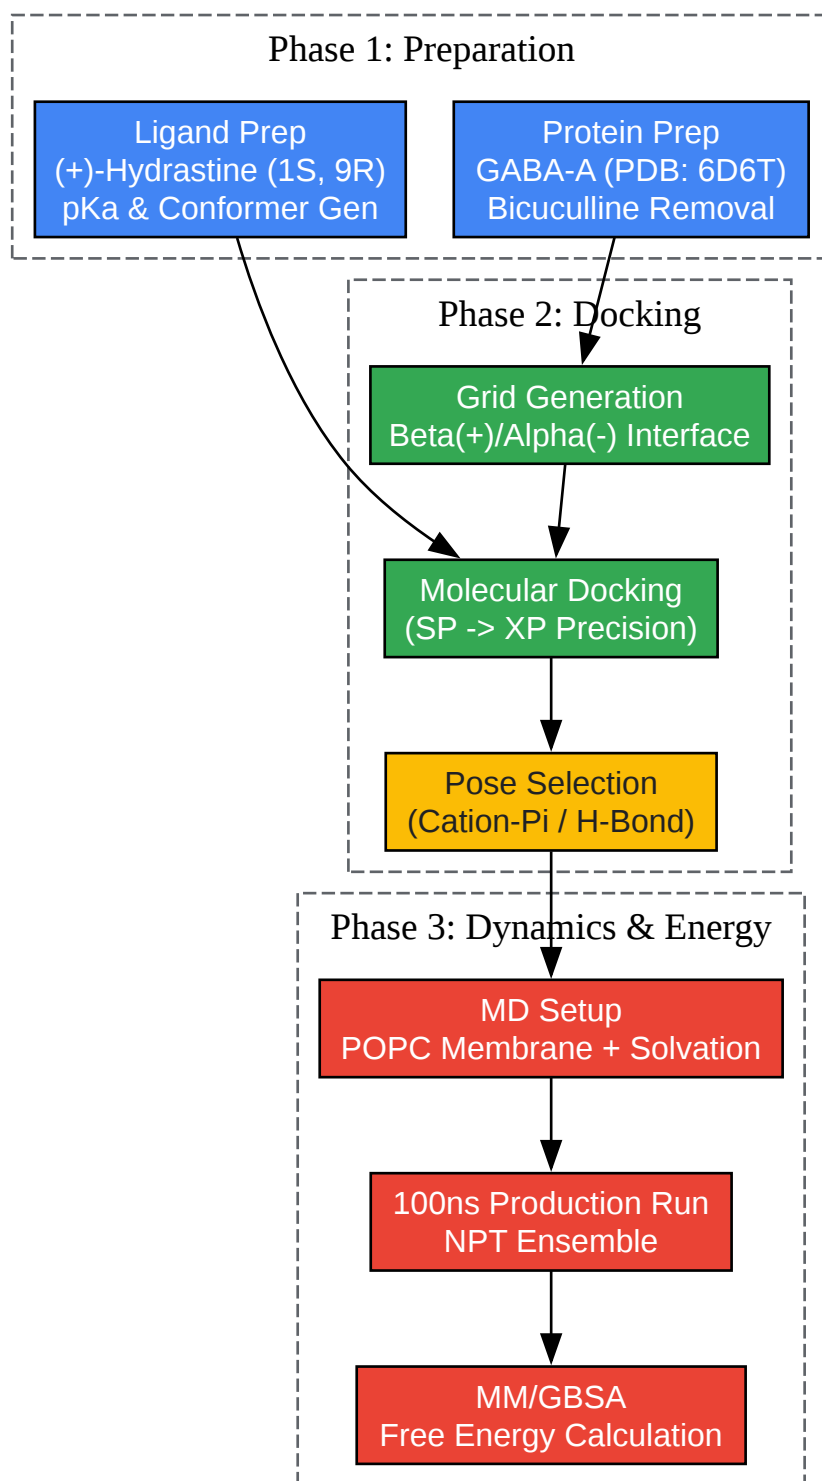 Phase 1: Preparation
Ligand Prep
(+)-Hydrastine (1S, 9R)
pKa & Conformer Gen
Protein Prep
GABA-A (PDB: 6D6T)
Bicuculline Removal
Phase 2: Docking
Grid Generation
Beta(+)/Alpha(-) Interface
Molecular Docking
(SP -> XP Precision)
Pose Selection
(Cation-Pi / H-Bond)
Phase 3: Dynamics & Energy
MD Setup
POPC Membrane + Solvation
100ns Production Run
NPT Ensemble
MM/GBSA
Free Energy Calculation